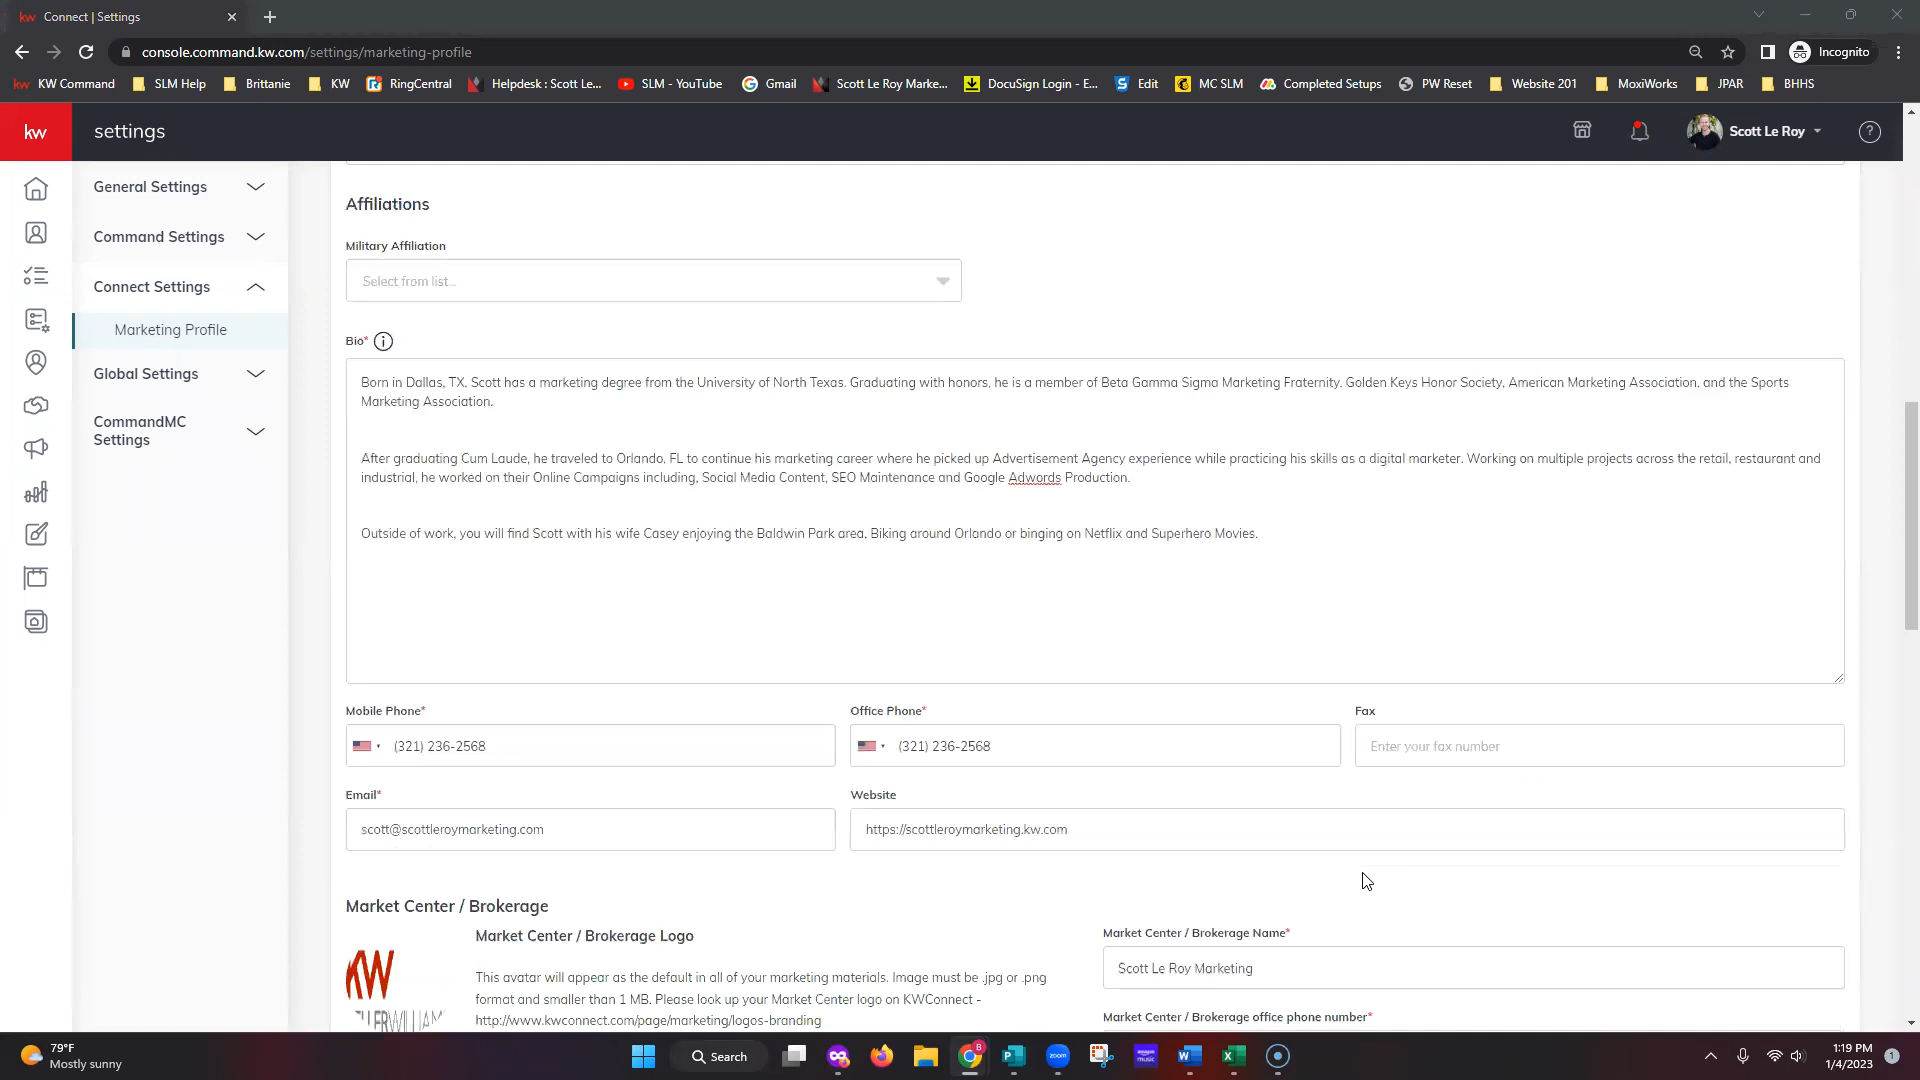 kw Connect | Settings
console.command.kw.com/settings/marketing-profile
Incognito
kw KW Command SLM Help Brittanie KW RingCentral Helpdesk : Scott Le... SLM - YouTube Gmail Scott Le Roy Marke... DocuSign Login - E... Edit MC SLM Completed Setups PW Reset Website 201 MoxiWorks JPAR BHHS
kw settings Scott Le Roy
General Settings
Command Settings
Connect Settings
Marketing Profile
Global Settings
CommandMC
Settings
Affiliations
Military Affiliation
Select from list...
Bio*
Born in Dallas, TX, Scott has a marketing degree from the University of North Texas. Graduating with honors, he is a member of Beta Gamma Sigma Marketing Fraternity, Golden Keys Honor Society, American Marketing Association, and the Sports
Marketing Association.
After graduating Cum Laude, he traveled to Orlando, FL to continue his marketing career where he picked up Advertisement Agency experience while practicing his skills as a digital marketer. Working on multiple projects across the retail, restaurant and
industrial, he worked on their Online Campaigns including, Social Media Content, SEO Maintenance and Google Adwords Production.
Outside of work, you will find Scott with his wife Casey enjoying the Baldwin Park area, Biking around Orlando or binging on Netflix and Superhero Movies.
Mobile Phone* Office Phone* Fax
(321) 236-2568 (321) 236-2568 Enter your fax number
Email* Website
scott@scottleroymarketing.com https://scottleroymarketing.kw.com
Market Center / Brokerage
Market Center / Brokerage Logo
KW
This avatar will appear as the default in all of your marketing materials. Image must be .jpg or .png
format and smaller than 1 MB. Please look up your Market Center logo on KWConnect -
http://www.kwconnect.com/page/marketing/logos-branding
Market Center / Brokerage Name*
Scott Le Roy Marketing
Market Center / Brokerage office phone number*
79°F
Mostly sunny
Search
zoom
music
1:19 PM
1/4/2023
1